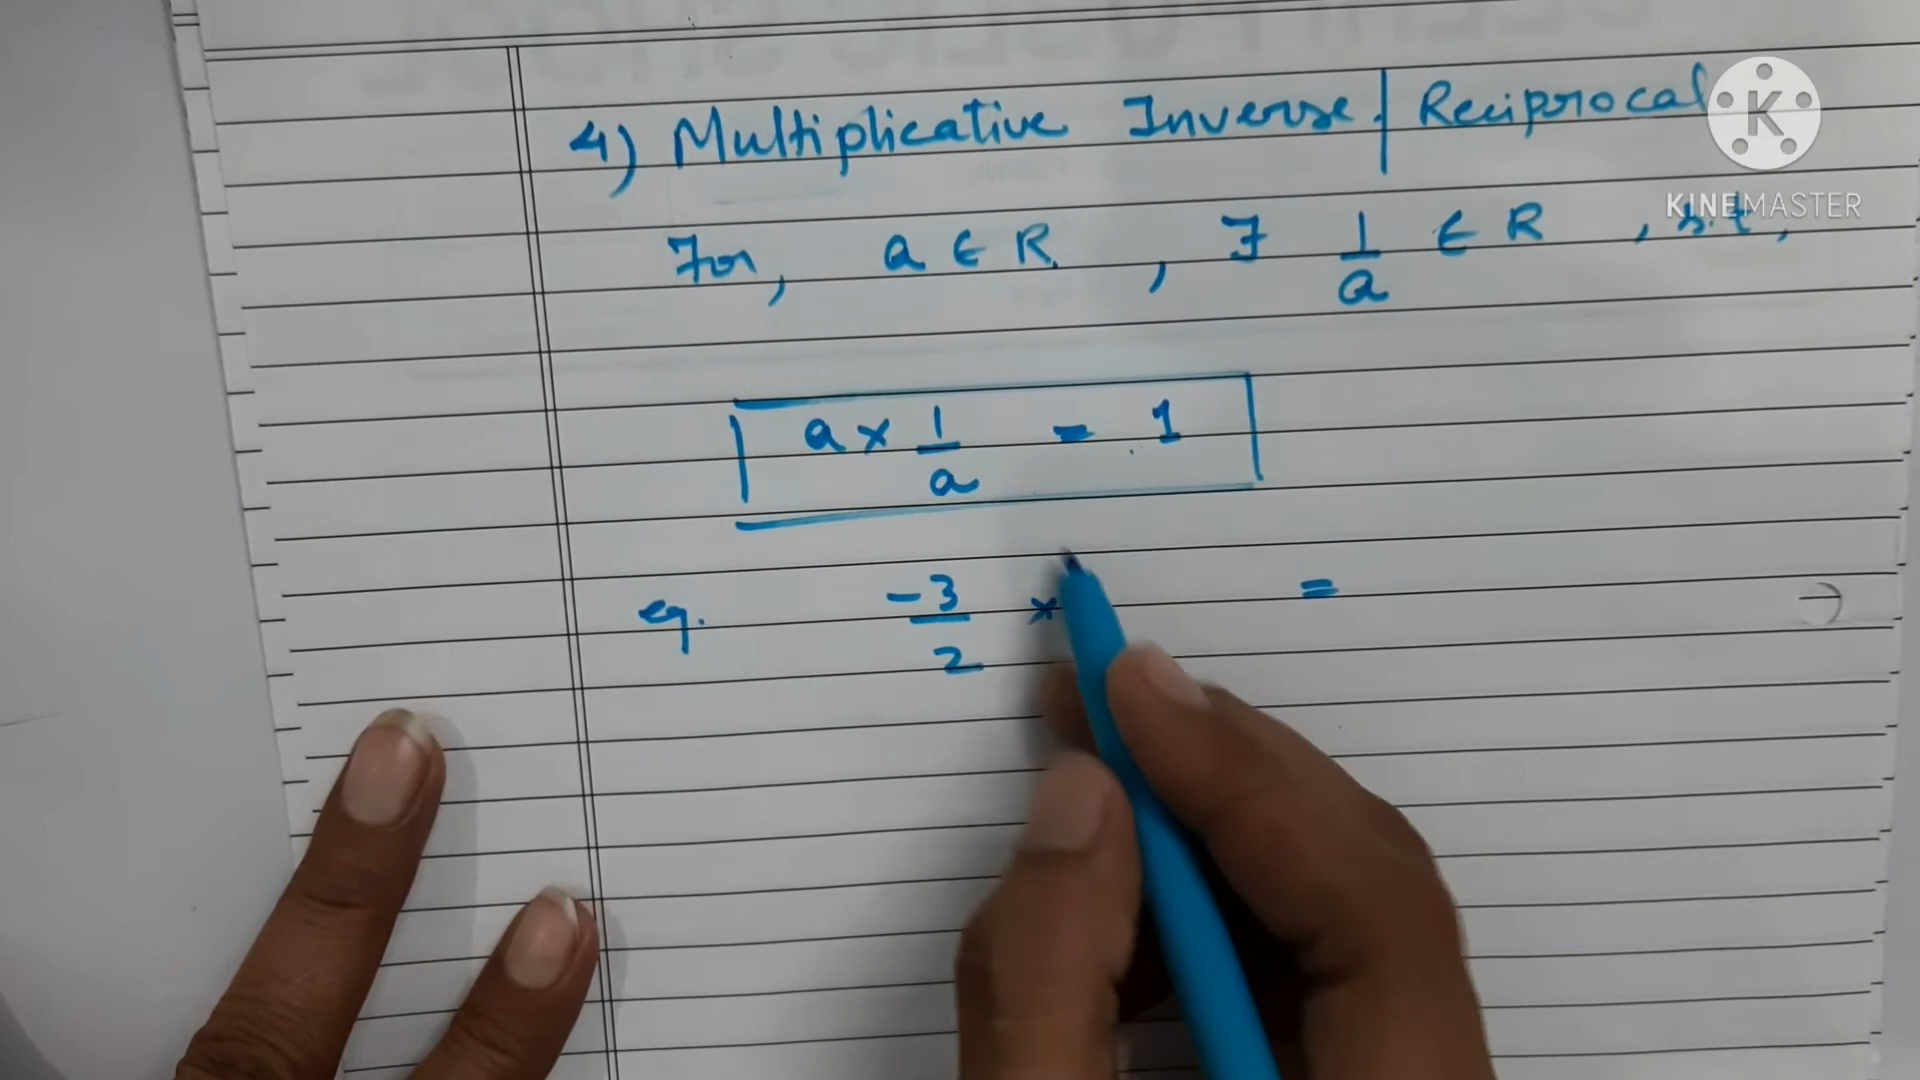 4) Multiplicative Inverse. | Reciprocal
For, a ∈ R, ∃ 1/a ∈ R, s.t,
a × 1/a = 1
eg. -3/2 × =
K
KINEMASTER